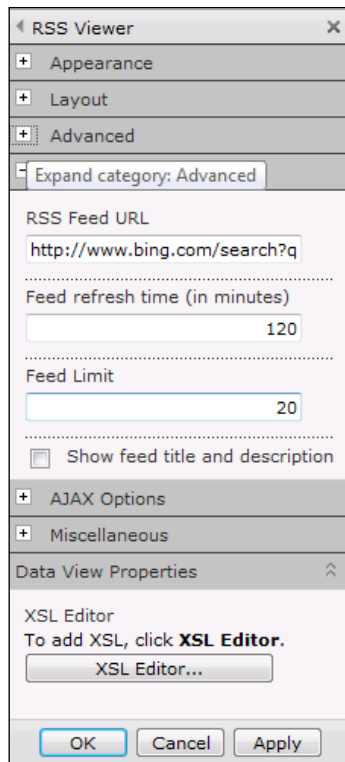 RSS Viewer
Appearance
Layout
Advanced
Expand category: Advanced
RSS Feed URL
http://www.bing.com/search?q
Feed refresh time (in minutes)
120
Feed Limit
20
Show feed title and description
AJAX Options
Miscellaneous
Data View Properties
XSL Editor
To add XSL, click XSL Editor.
XSL Editor...
OK Cancel Apply